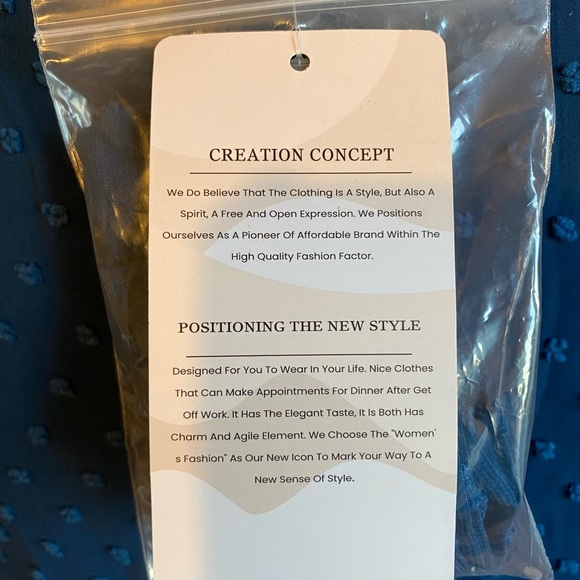 CREATION CONCEPT
We Do Believe That The Clothing Is A Style, But Also A
Spirit, A Free And Open Expression. We Positions
Ourselves As A Pioneer Of Affordable Brand Within The
High Quality Fashion Factor.
POSITIONING THE NEW STYLE
Designed For You To Wear In Your Life. Nice Clothes
That Can Make Appointments For Dinner After Get
Off Work. It Has The Elegant Taste, It Is Both Has
Charm And Agile Element. We Choose The "Women'
s Fashion" As Our New Icon To Mark Your Way To A
New Sense Of Style.